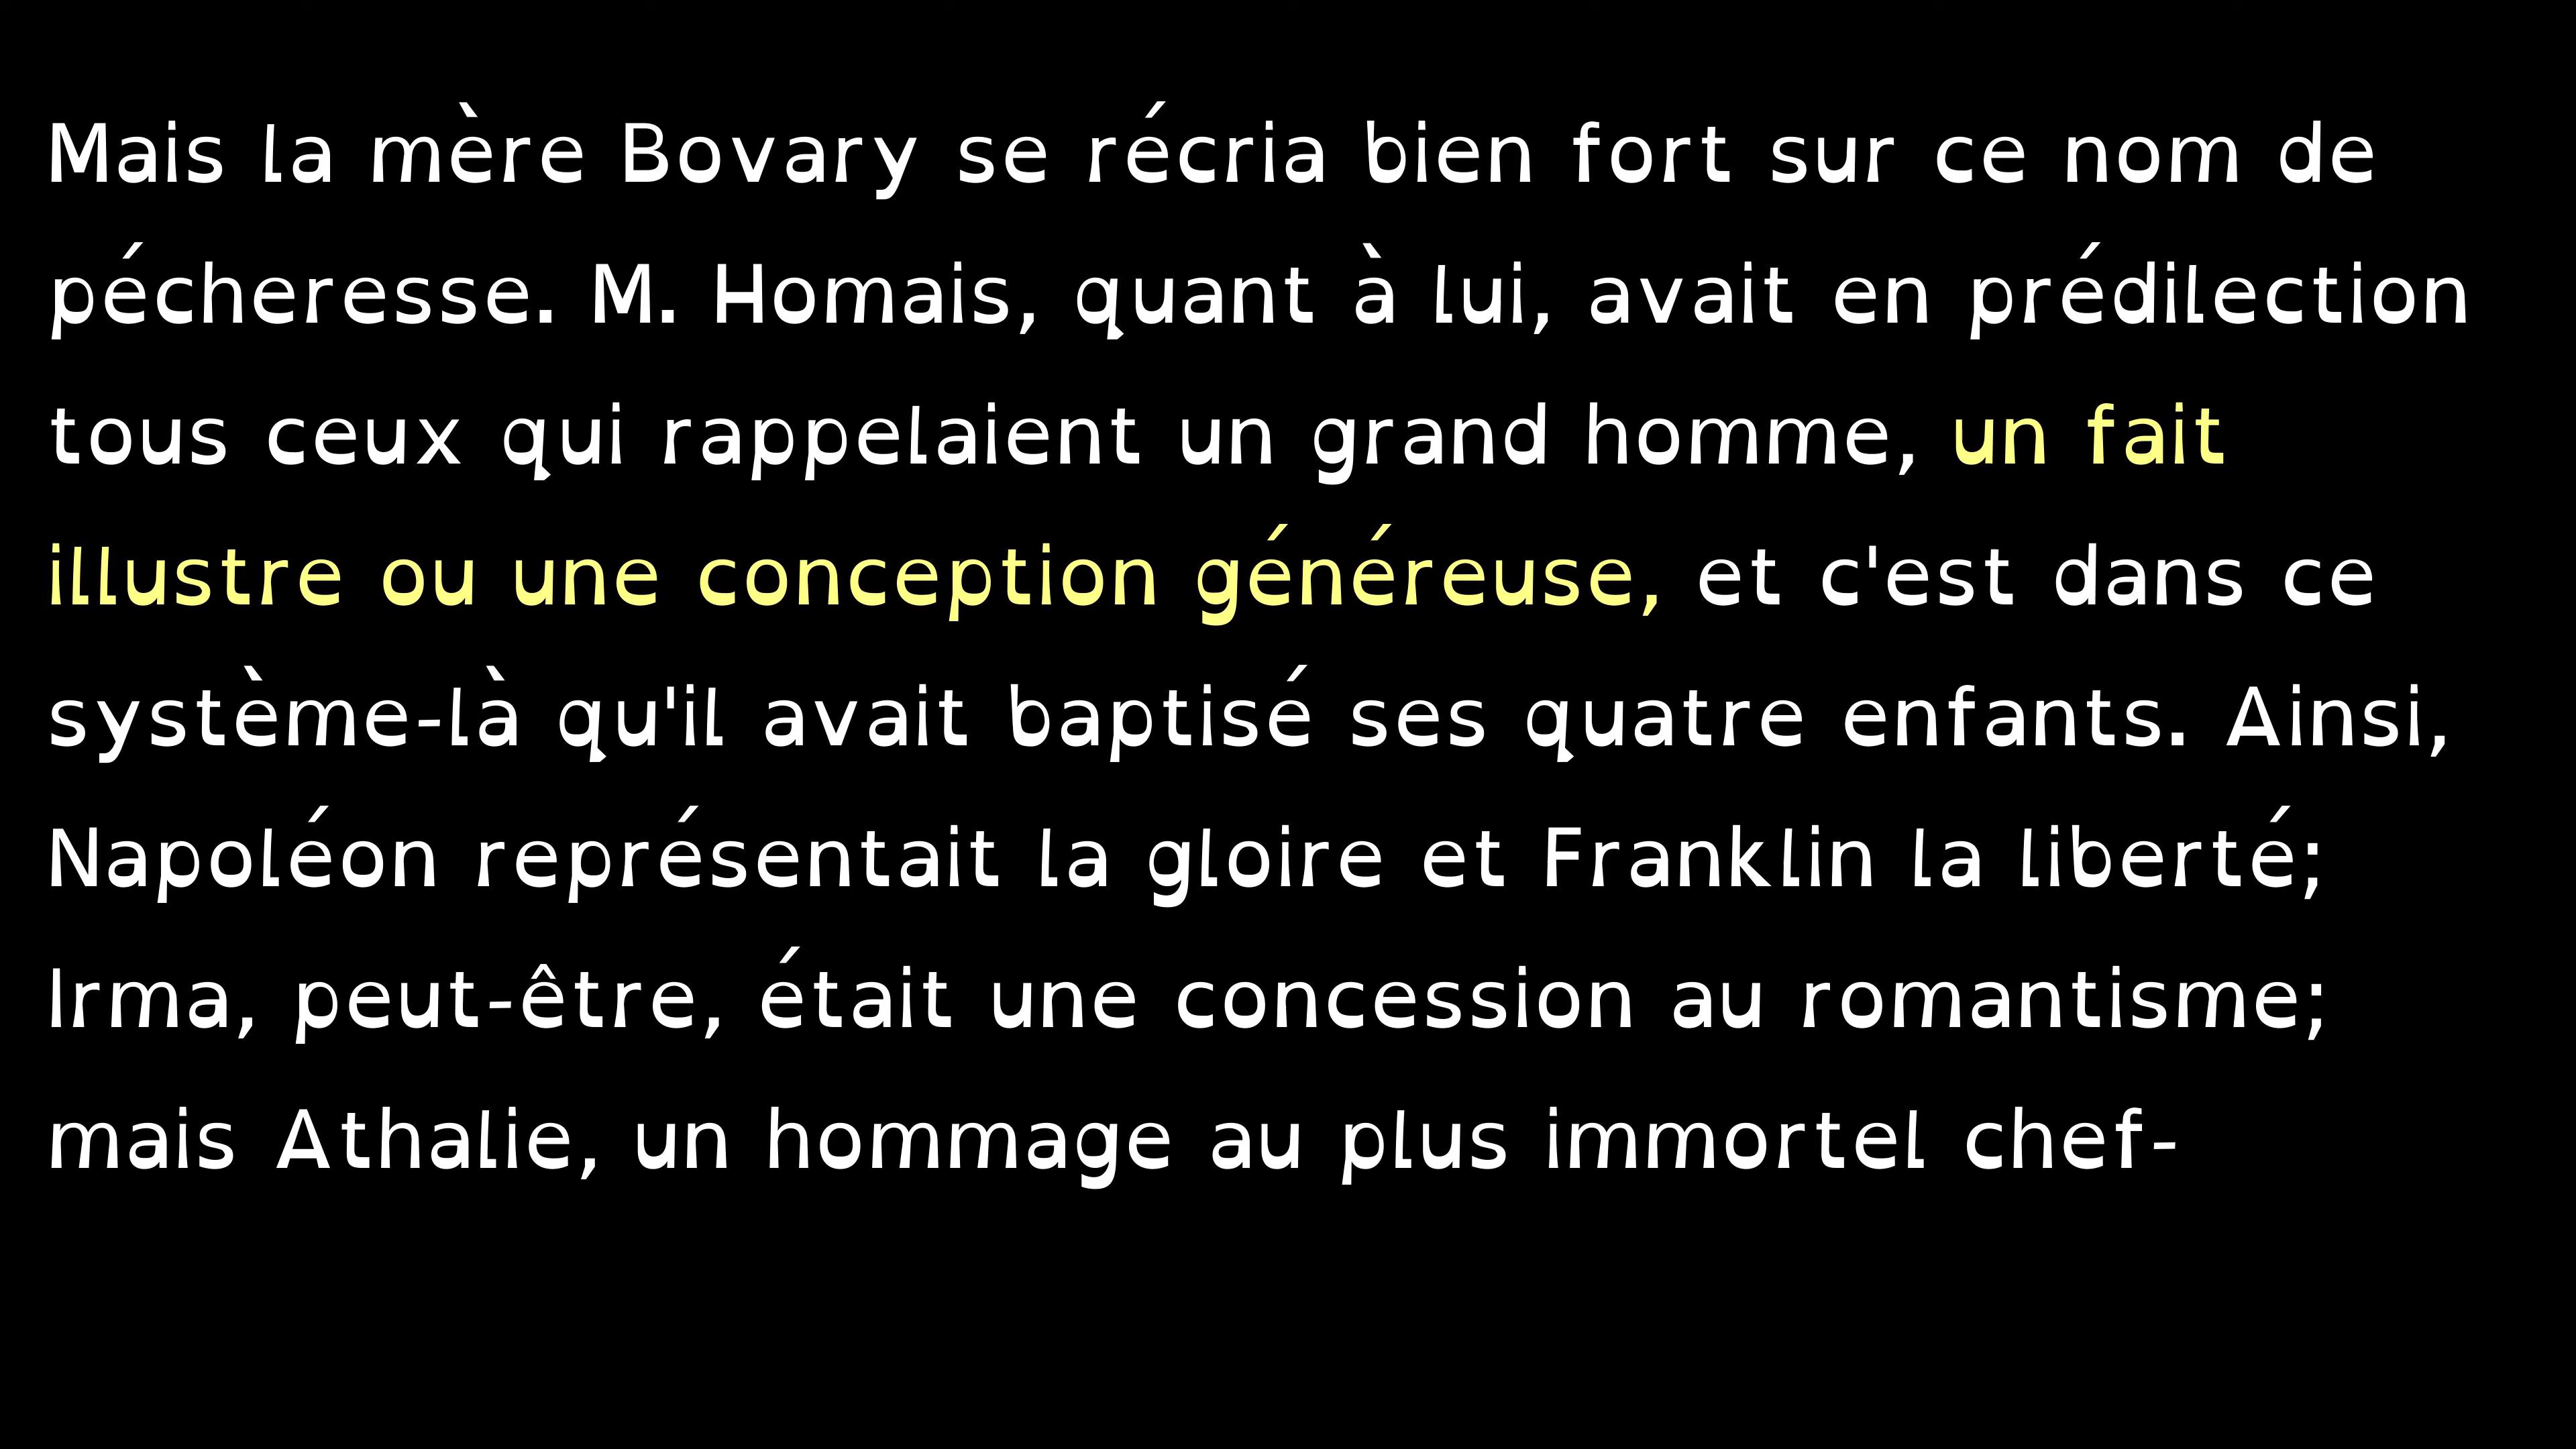 Mais la mère Bovary se récria bien fort sur ce nom de
pécheresse. M. Homais, quant à lui, avait en prédilection
tous ceux qui rappelaient un grand homme, un fait
illustre ou une conception généreuse, et c'est dans ce
système-là qu'il avait baptisé ses quatre enfants. Ainsi,
Napoléon représentait la gloire et Franklin la liberté;
Irma, peut-être, était une concession au romantisme;
mais Athalie, un hommage au plus immortel chef-